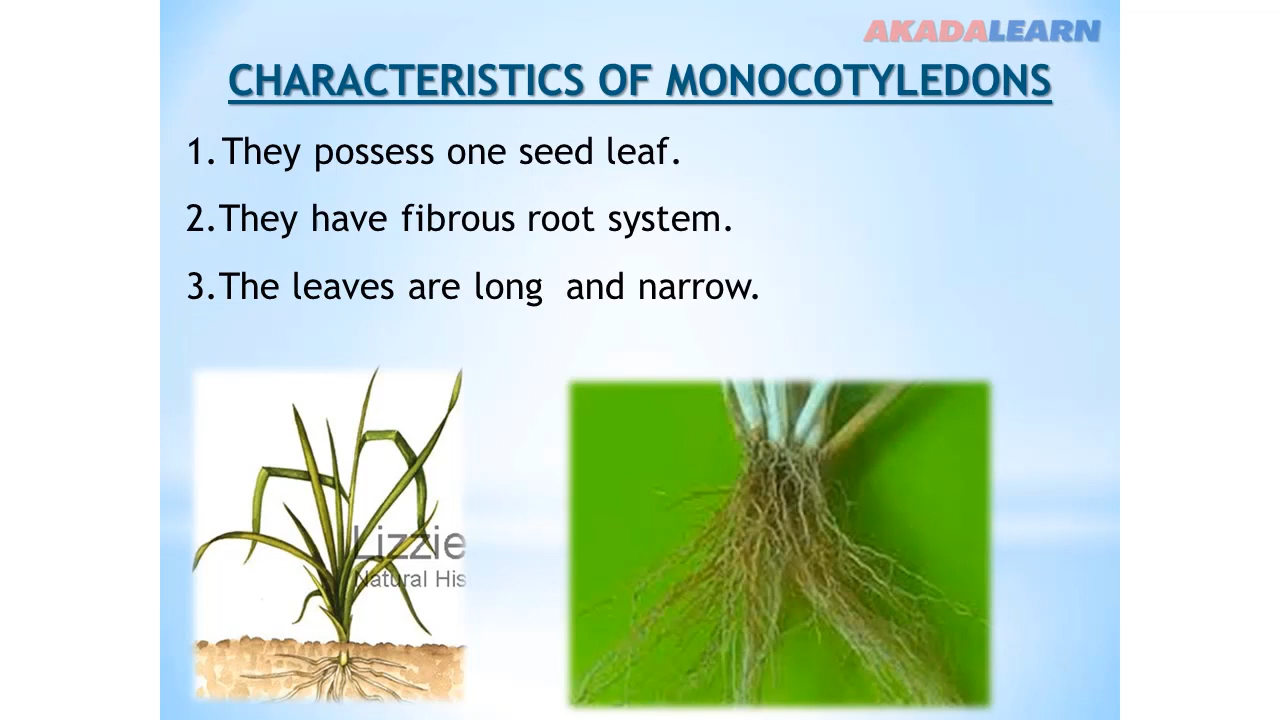 AKADALEARN
CHARACTERISTICS OF MONOCOTYLEDONS
1. They possess one seed leaf.
2. They have fibrous root system.
3. The leaves are long  and narrow.
Lizzie
Natural His